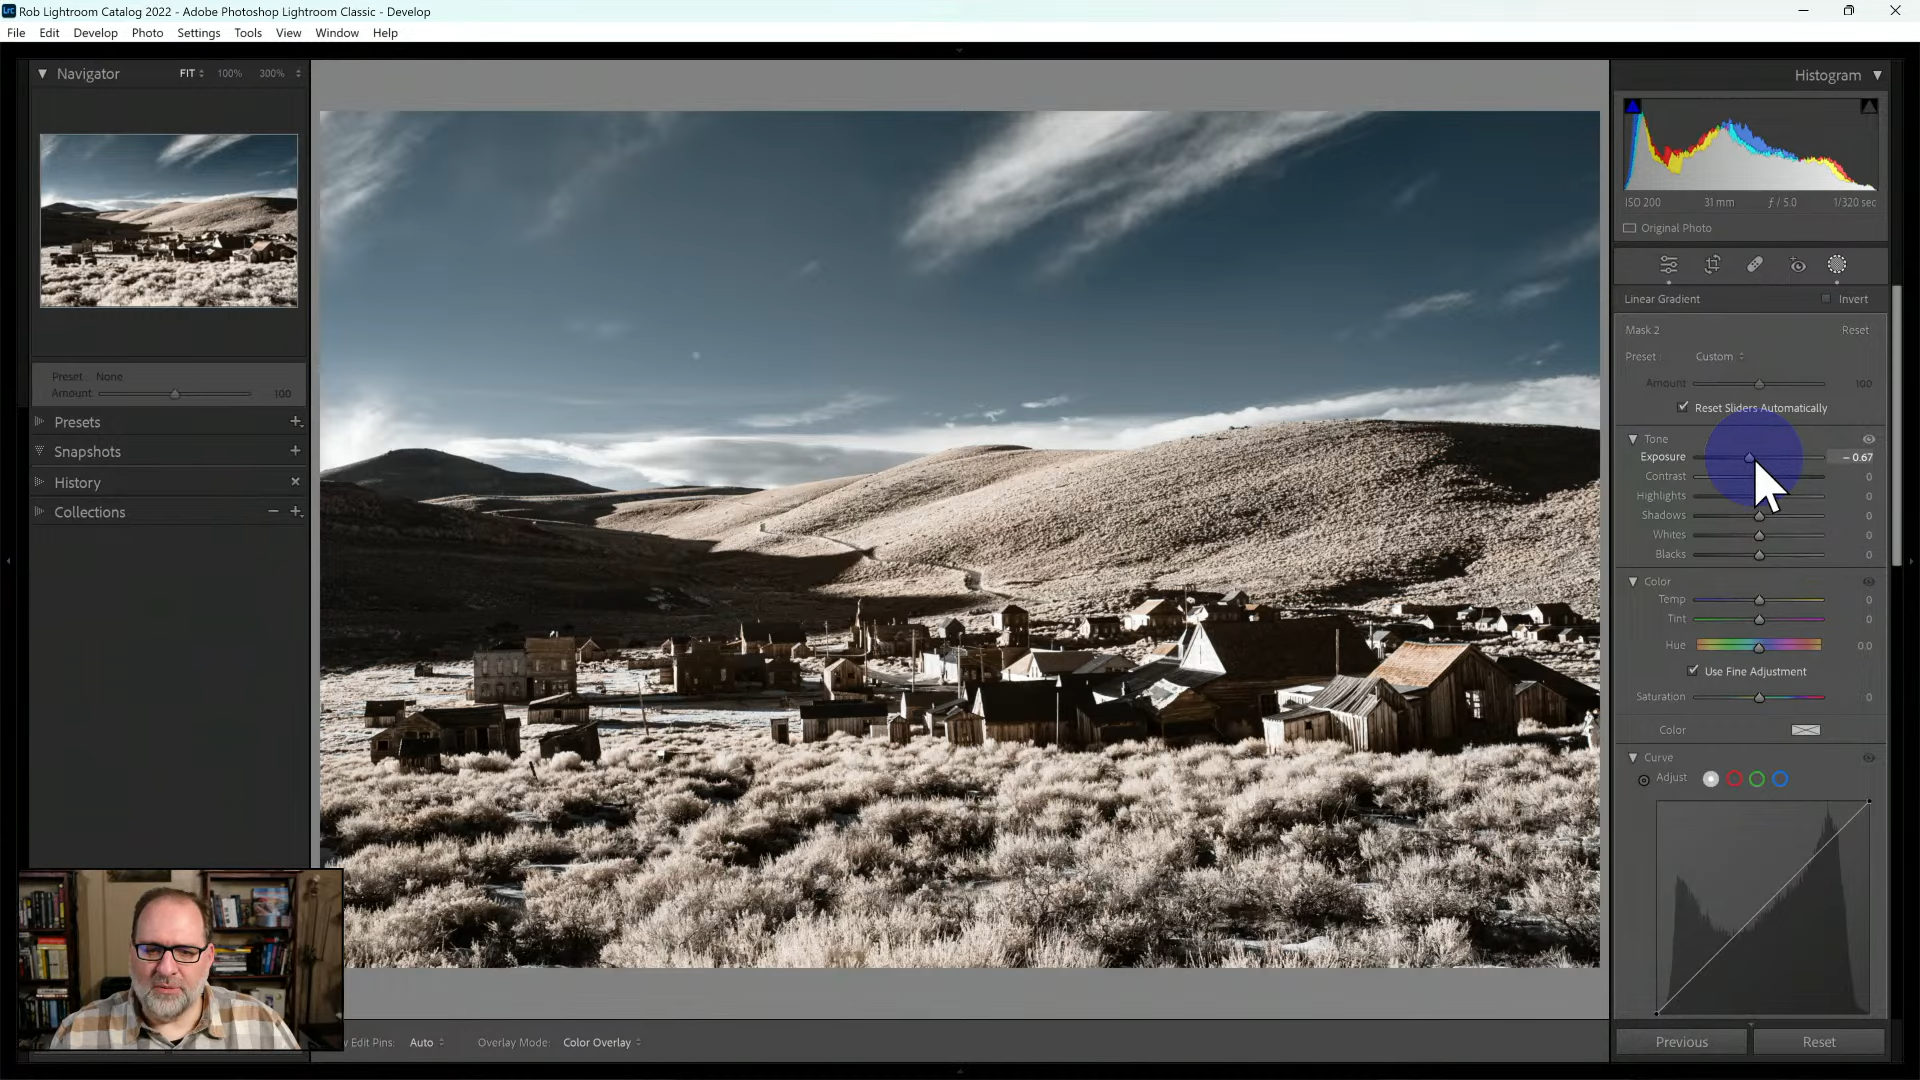 Rob Lightroom Catalog 2022 - Adobe Photoshop Lightroom Classic - Develop
File Edit Develop Photo Settings Tools View Window Help
Navigator FIT 100% 300%
Preset None
Amount 100
Presets
Snapshots
History
Collections
Edit Pins: Auto Overlay Mode: Color Overlay
Histogram
ISO 200 31 mm ƒ / 5.0 1/320 sec
Original Photo
Linear Gradient Invert
Mask 2 Reset
Preset: Custom
Amount 100
Reset Sliders Automatically
Tone
Exposure – 0.67
Contrast 0
Highlights 0
Shadows 0
Whites 0
Blacks 0
Color
Temp 0
Tint 0
Hue 0.0
Use Fine Adjustment
Saturation 0
Color
Curve
Adjust
Previous Reset